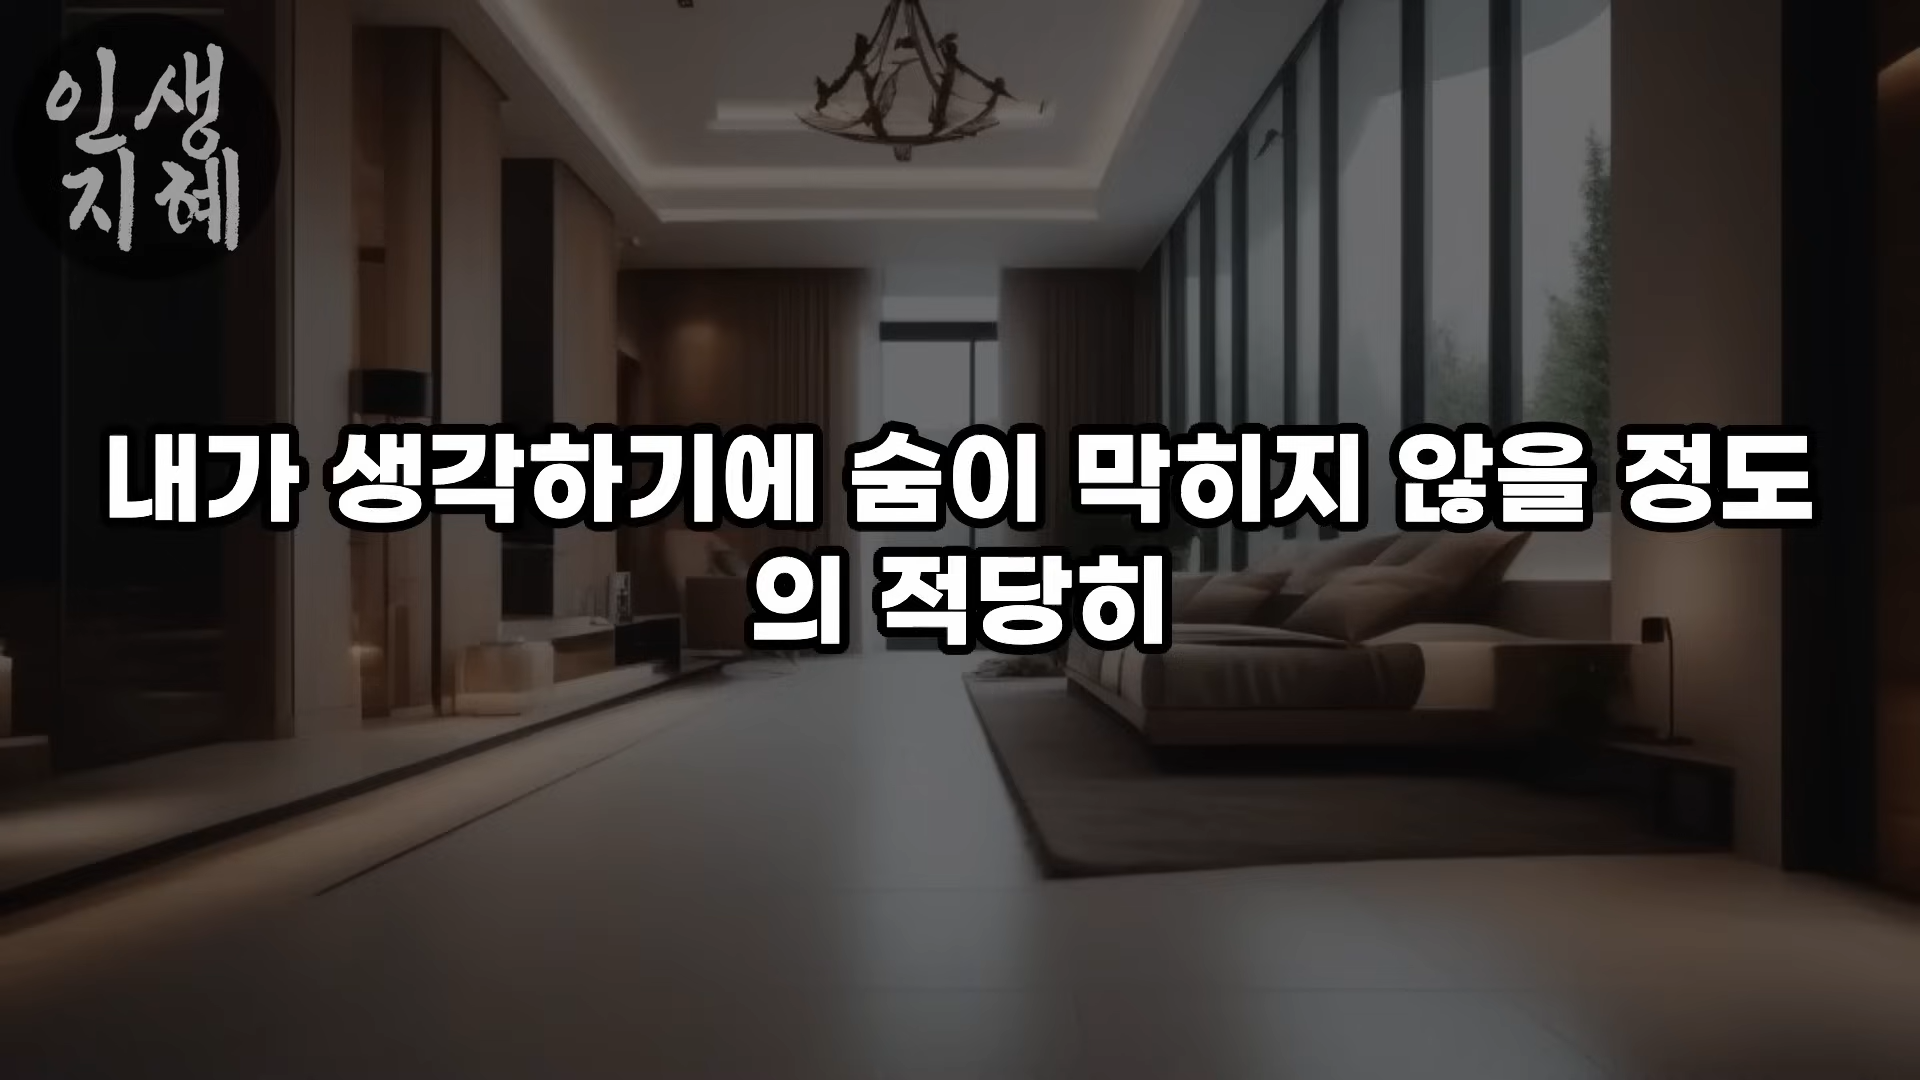 인생
지혜
내가 생각하기에 숨이 막히지 않을 정도
의 적당히